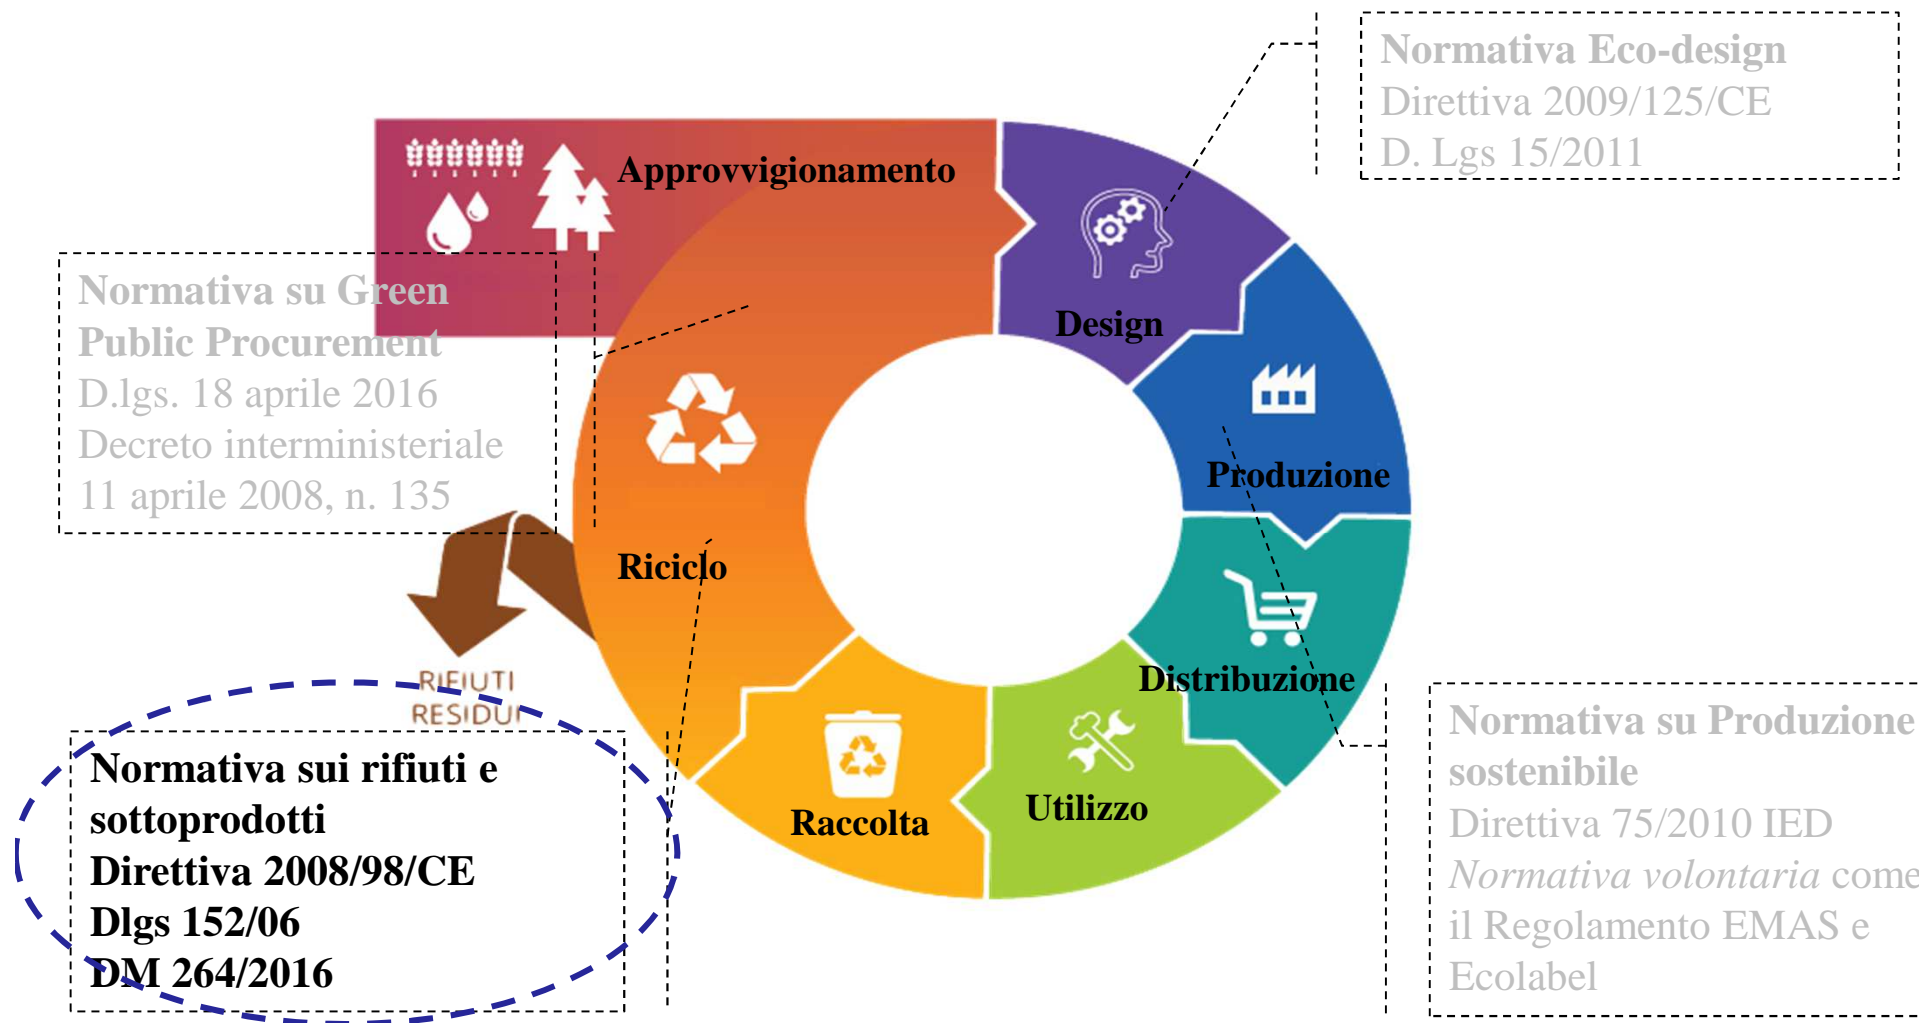 Normativa Eco-design
Direttiva 2009/125/CE
D. Lgs 15/2011
Approvvigionamento
Normativa su Green
Public Procurement
D.lgs. 18 aprile 2016
Decreto interministeriale
11 aprile 2008, n. 135
Design
Produzione
Riciclo
Distribuzione
RIFIUTI
RESIDUI
Utilizzo
Raccolta
Normativa sui rifiuti e
sottoprodotti
Direttiva 2008/98/CE
Dlgs 152/06
DM 264/2016
Normativa su Produzione
sostenibile
Direttiva 75/2010 IED
Normativa volontaria come
il Regolamento EMAS e
Ecolabel